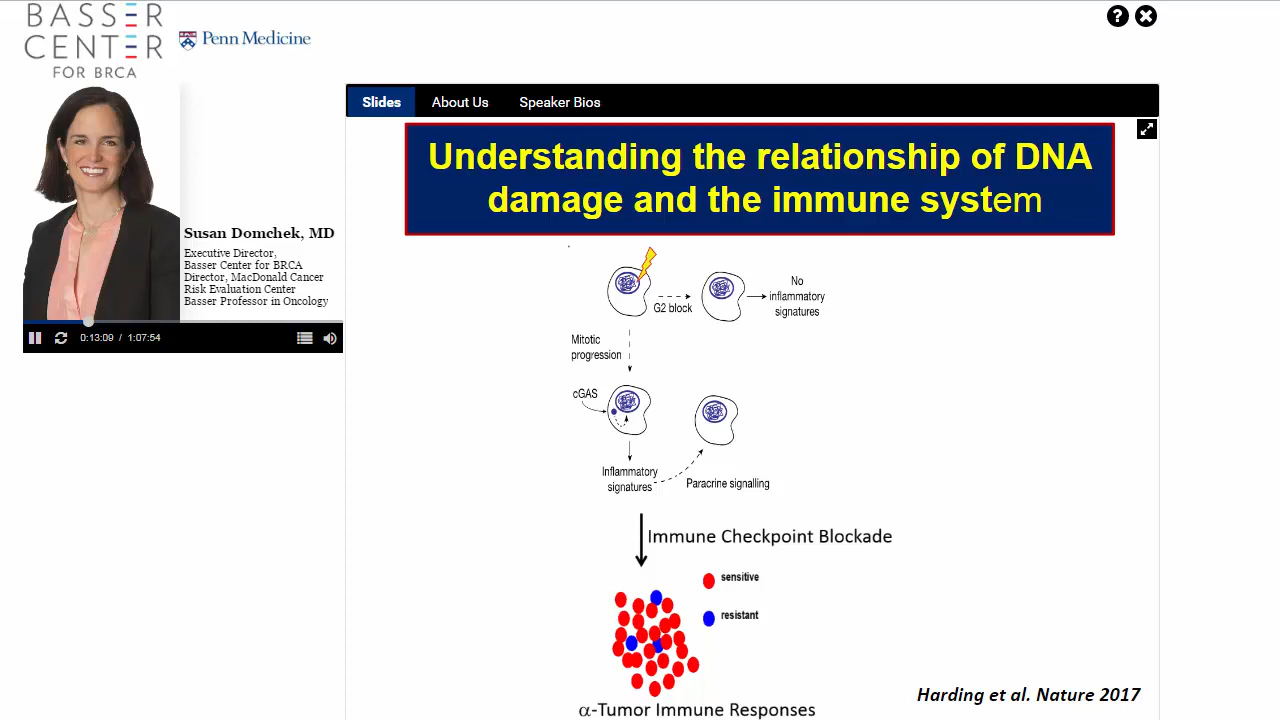 BASSER
CENTER
FOR BRCA
Penn Medicine
?
Susan Domchek, MD
Executive Director,
Basser Center for BRCA
Director, MacDonald Cancer
Risk Evaluation Center
Basser Professor in Oncology
0:13:09 / 1:07:54
Slides About Us Speaker Bios
Understanding the relationship of DNA
damage and the immune system
G2 block
No
inflammatory
signatures
Mitotic
progression
cGAS
Inflammatory
signatures
Paracrine signalling
Immune Checkpoint Blockade
sensitive
resistant
Harding et al. Nature 2017
α-Tumor Immune Responses